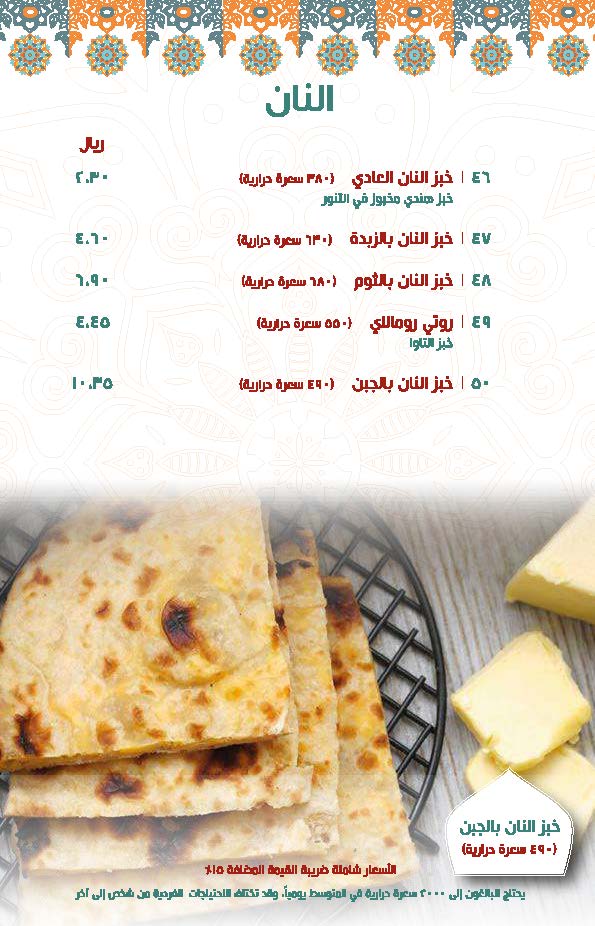 النان
ريال
٤٦ | خبز النان العادي (٣٨٠ سعرة حرارية) ٢،٣٠
خبز هندي مخبوز في التنور
٤٧ | خبز النان بالزبدة (٦٣٠ سعرة حرارية) ٤،٦٠
٤٨ | خبز النان بالثوم (٦٨٠ سعرة حرارية) ٦،٩٠
٤٩ | روتي رومالي (٥٥٠ سعرة حرارية) ٤،٤٥
خبز التاوا
٥٠ | خبز النان بالجبن (٤٩٠ سعرة حرارية) ١٠،٣٥
خبز النان بالجبن
(٤٩٠ سعرة حرارية)
الأسعار شاملة ضريبة القيمة المضافة ١٥٪
يحتاج البالغون إلى ٢٠٠٠ سعرة حرارية في المتوسط يومياً، وقد تختلف الاحتياجات الفردية من شخص إلى آخر